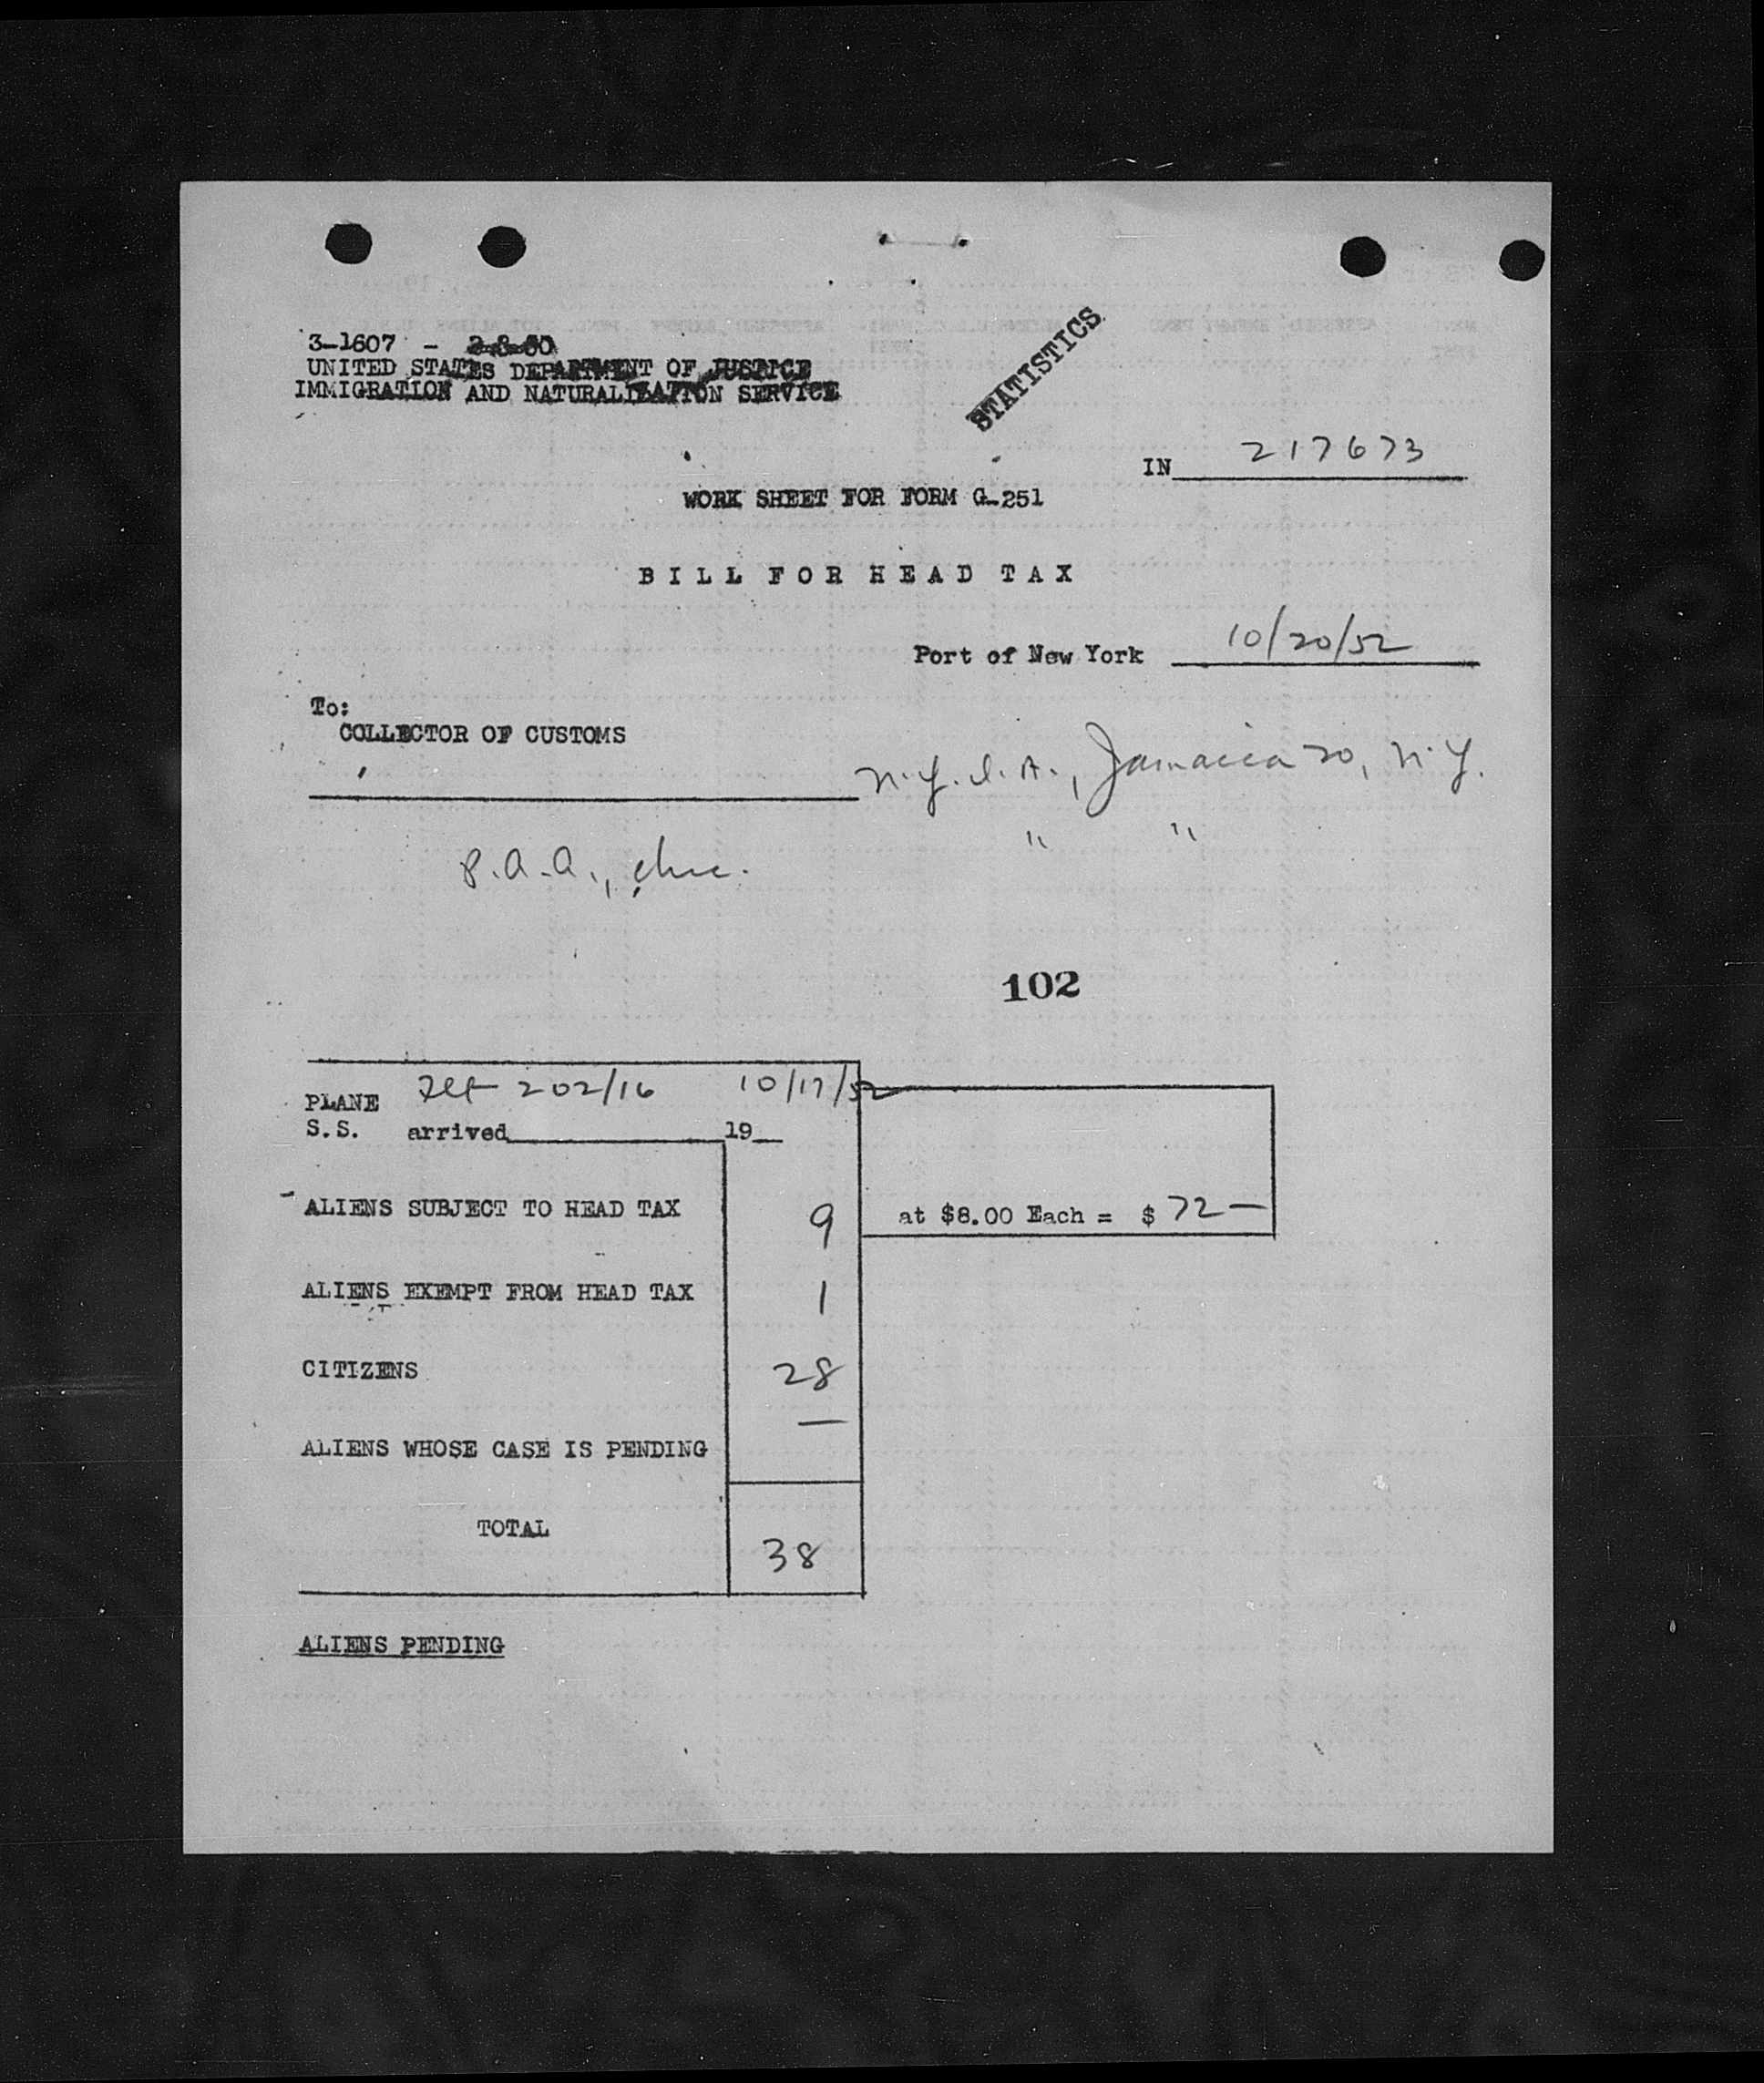 3-1607 - 2-8-50
UNITED STATES DEPARTMENT OF JUSTICE
IMMIGRATION AND NATURALIZATION SERVICE
STATISTICS
IN 217673
WORK SHEET FOR FORM G-251
BILL FOR HEAD TAX
Port of New York 10/20/52
To:
COLLECTOR OF CUSTOMS
N.Y.I.A., Jamaica 20, N.Y.
P.A.A., Inc. " "
102
PLANE Flt 202/16 10/17/52
S.S. arrived 19
ALIENS SUBJECT TO HEAD TAX 9 at $8.00 Each = $ 72—
ALIENS EXEMPT FROM HEAD TAX 1
CITIZENS 28
ALIENS WHOSE CASE IS PENDING —
TOTAL 38
ALIENS PENDING